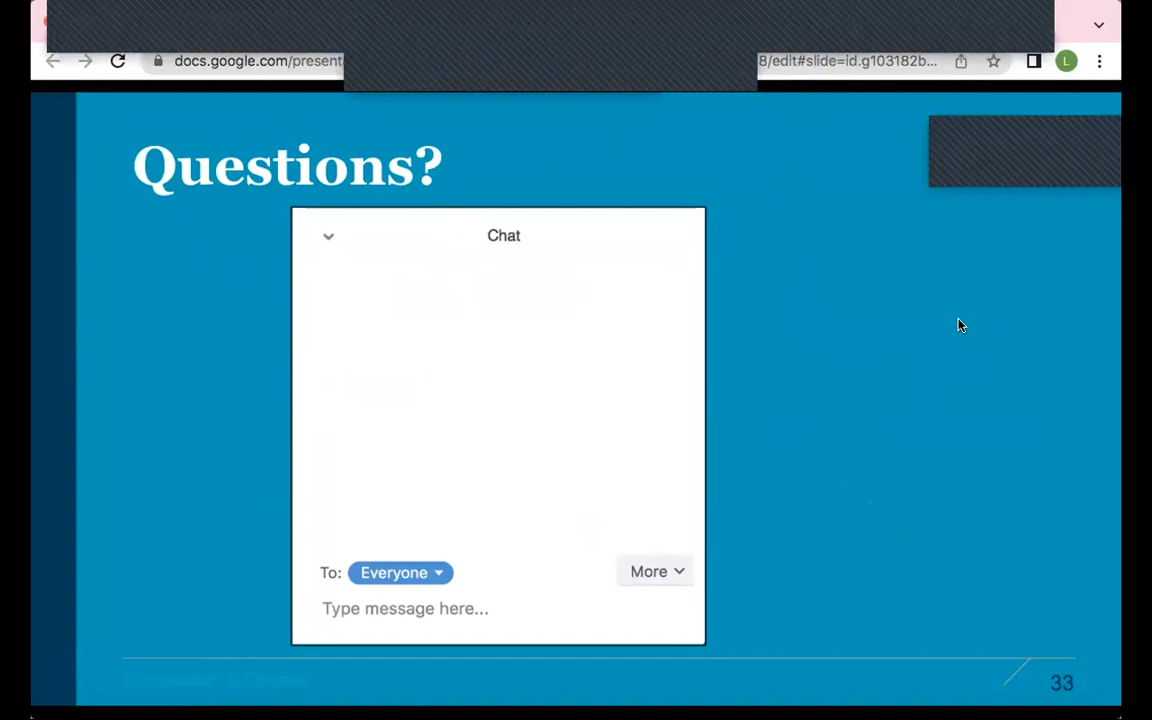 docs.google.com/present
8/edit#slide=id.g103182b...
L
Questions?
Chat
To: Everyone
More
Type message here...
33